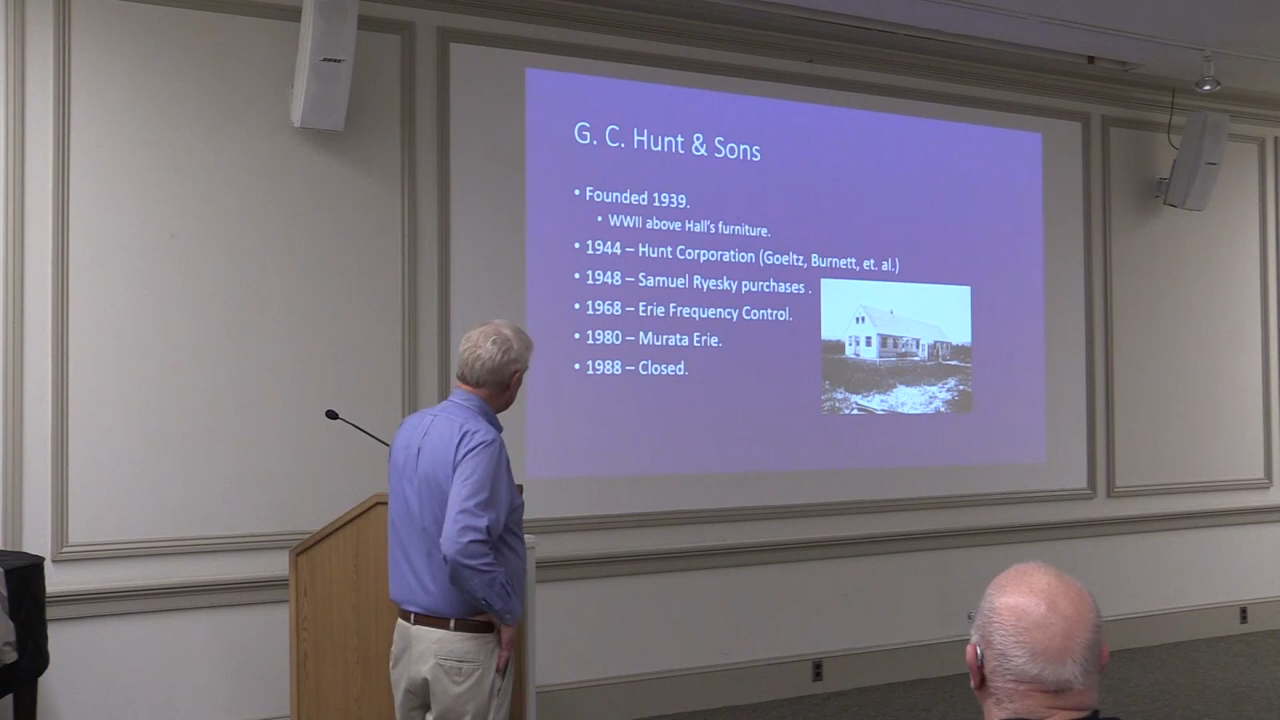 BOSE
G. C. Hunt & Sons
• Founded 1939.
• WWII above Hall's furniture.
• 1944 – Hunt Corporation (Goeltz, Burnett, et. al.)
• 1948 – Samuel Ryesky purchases .
• 1968 – Erie Frequency Control.
• 1980 – Murata Erie.
• 1988 – Closed.